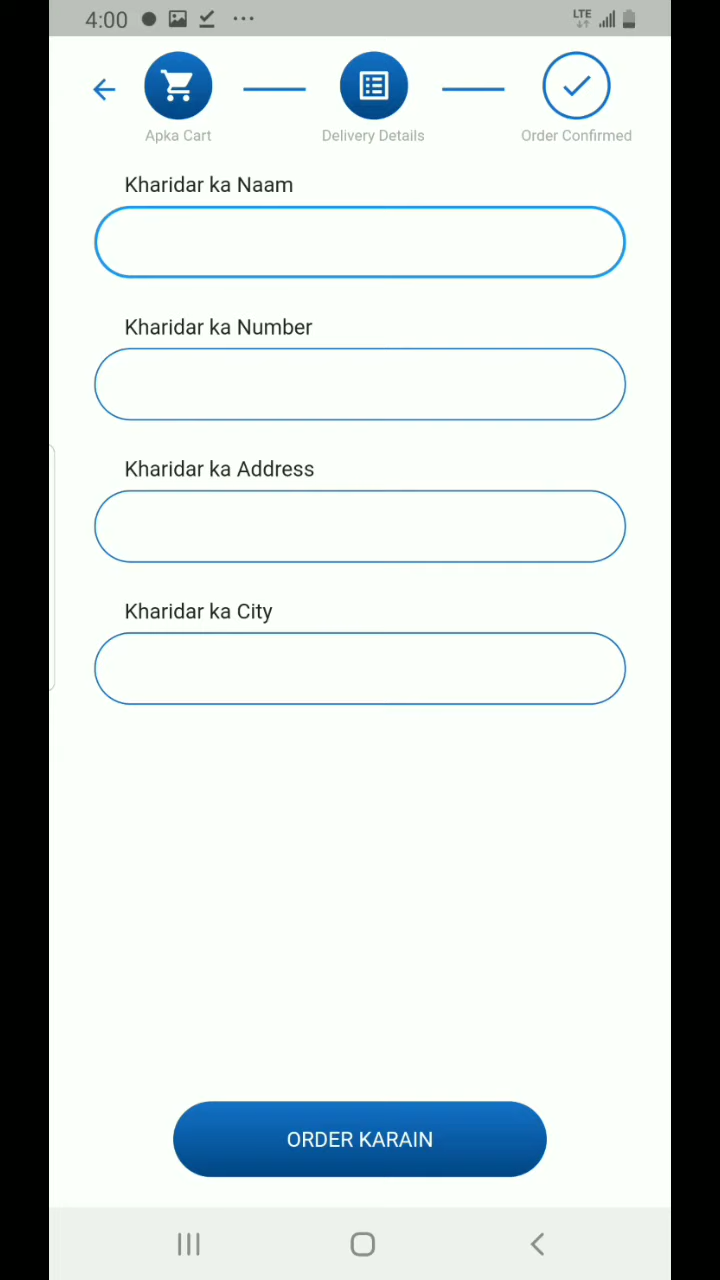 4:00
LTE
Apka Cart
Delivery Details
Order Confirmed
Kharidar ka Naam
Kharidar ka Number
Kharidar ka Address
Kharidar ka City
ORDER KARAIN